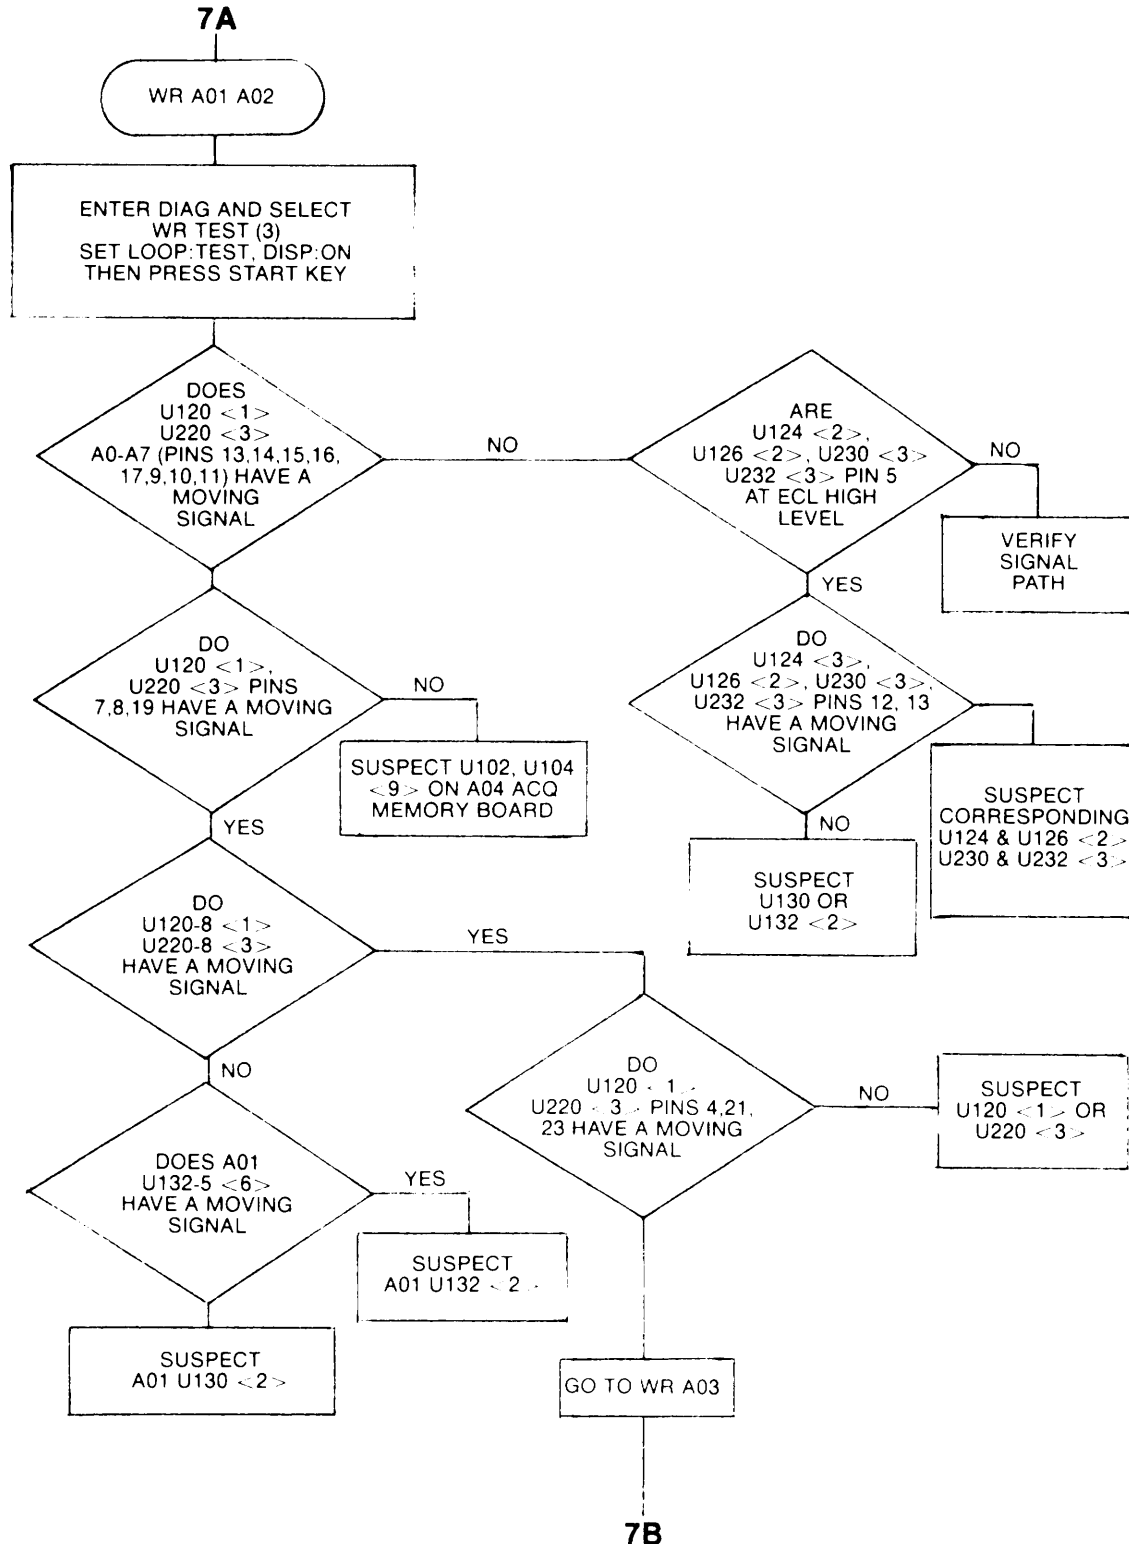 7A
WR A01 A02
ENTER DIAG AND SELECT
WR TEST (3)
SET LOOP:TEST, DISP:ON
THEN PRESS START KEY
DOES
U120 <1>
U220 <3>
A0-A7 (PINS 13,14,15,16,
17,9,10,11) HAVE A
MOVING
SIGNAL
NO
ARE
U124 <2>,
U126 <2>, U230 <3>
U232 <3> PIN 5
AT ECL HIGH
LEVEL
NO
VERIFY
SIGNAL
PATH
YES
DO
U120 <1>,
U220 <3> PINS
7,8,19 HAVE A MOVING
SIGNAL
NO
SUSPECT U102, U104
<9> ON A04 ACQ
MEMORY BOARD
DO
U124 <3>,
U126 <2>, U230 <3>,
U232 <3> PINS 12, 13
HAVE A MOVING
SIGNAL
SUSPECT
CORRESPONDING
U124 & U126 <2>
U230 & U232 <3>
NO
SUSPECT
U130 OR
U132 <2>
YES
DO
U120-8 <1>
U220-8 <3>
HAVE A MOVING
SIGNAL
YES
NO
DO
U120 <1>
U220 <3> PINS 4,21,
23 HAVE A MOVING
SIGNAL
NO
SUSPECT
U120 <1> OR
U220 <3>
DOES A01
U132-5 <6>
HAVE A MOVING
SIGNAL
YES
SUSPECT
A01 U132 <2>
SUSPECT
A01 U130 <2>
GO TO WR A03
7B